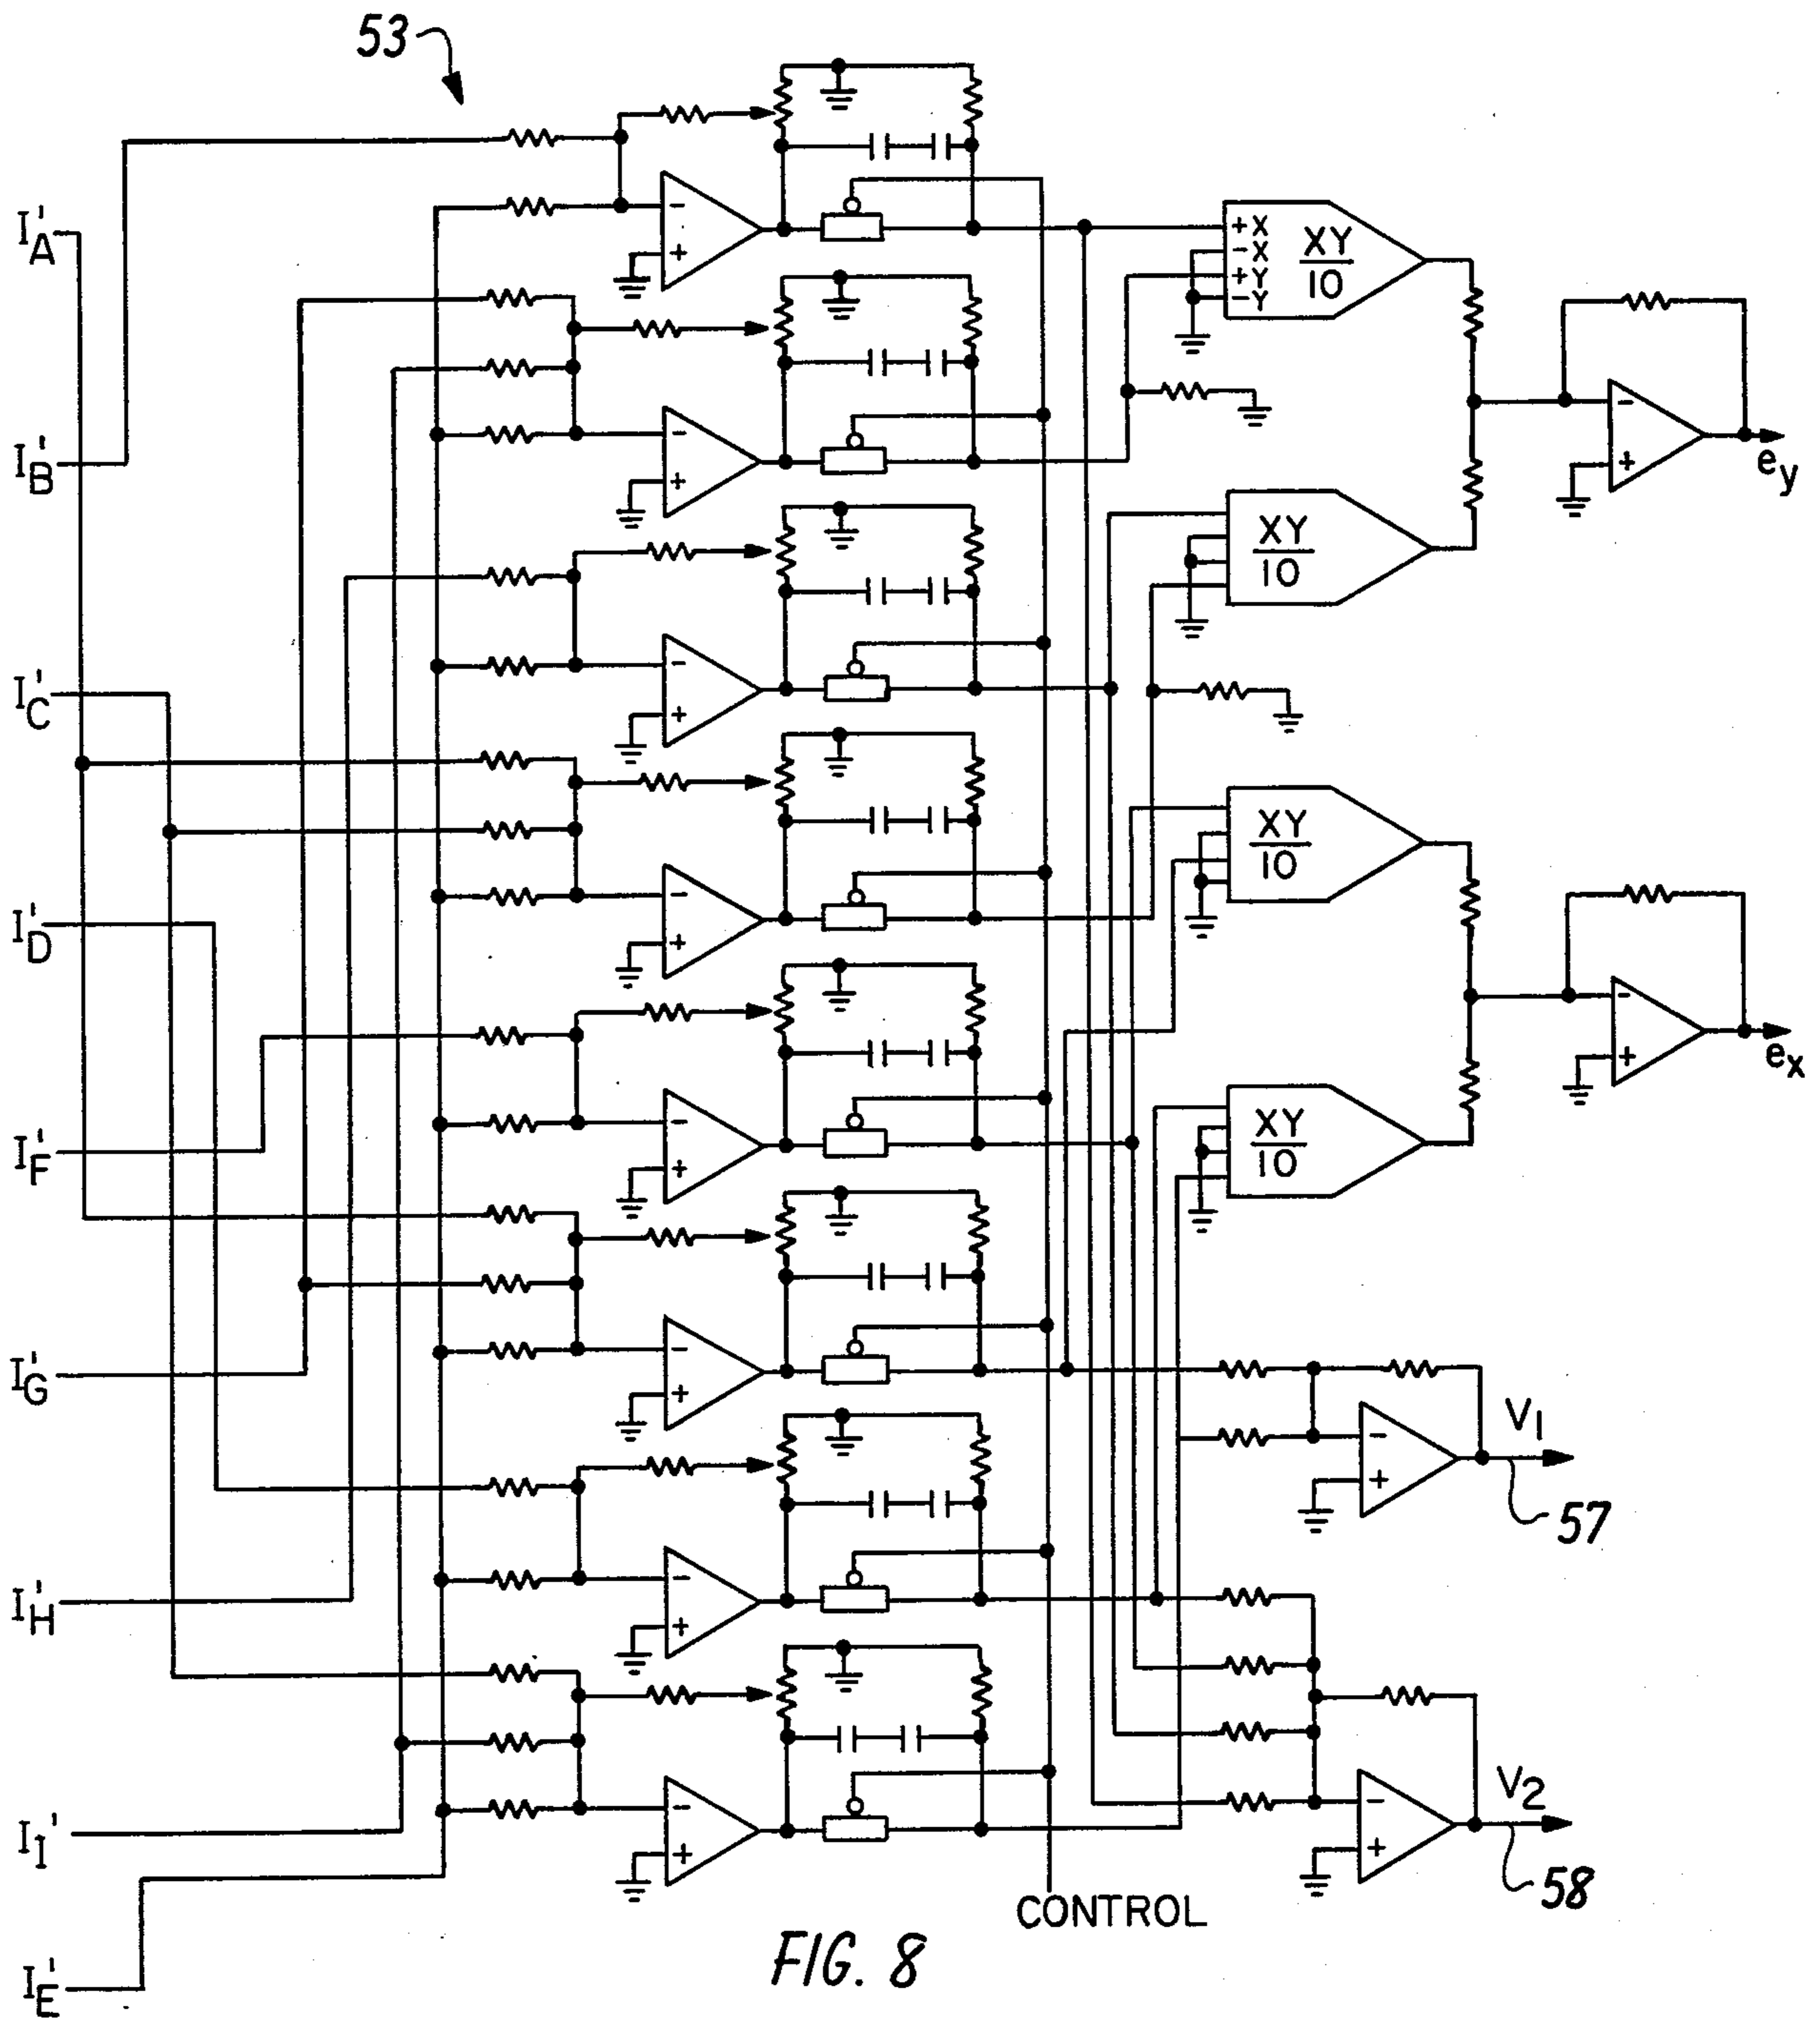 53
I'A
I'B
I'C
I'D
I'F
I'G
I'H
I'I
I'E
-
+
-
+
-
+
-
+
-
+
-
+
-
+
-
+
+X
-X
+Y
-Y
XY
10
XY
10
XY
10
XY
10
-
+
ey
-
+
ex
-
+
V1
57
-
+
V2
58
CONTROL
FIG. 8